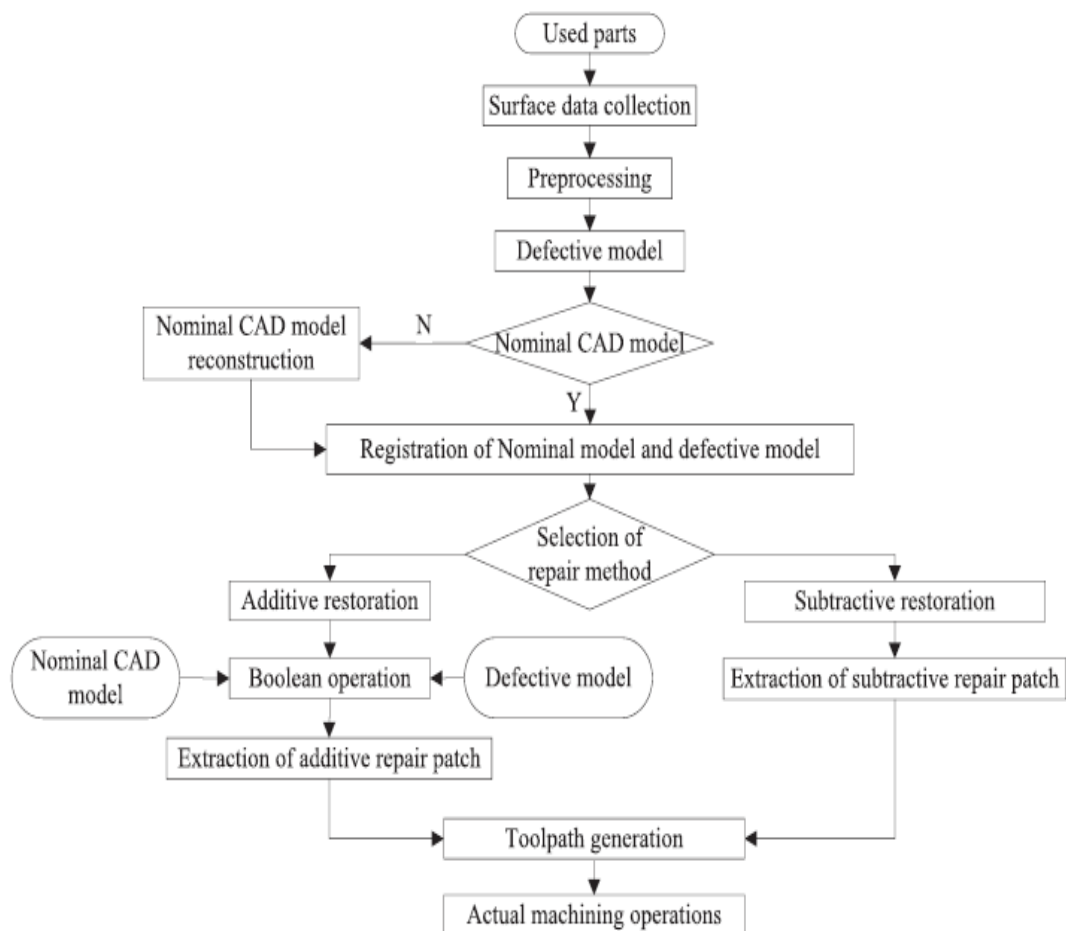 Used parts
Surface data collection
Preprocessing
Defective model
Nominal CAD model
reconstruction
N
Nominal CAD model
Y
Registration of Nominal model and defective model
Selection of
repair method
Additive restoration
Subtractive restoration
Nominal CAD
model
Boolean operation
Defective model
Extraction of subtractive repair patch
Extraction of additive repair patch
Toolpath generation
Actual machining operations